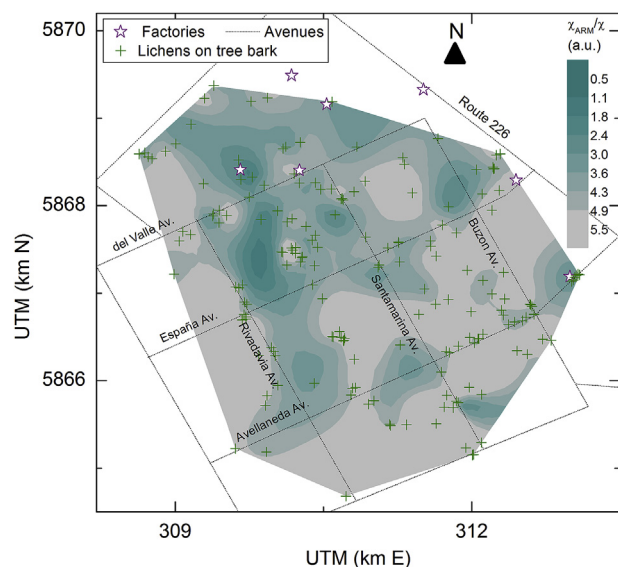 5870
Factories
Avenues
Lichens on tree bark
N
χARM/χ
(a.u.)
0.5
1.1
1.8
2.4
3.0
3.6
4.3
4.9
5.5
Route 226
5868
del Valle Av.
Buzon Av.
España Av.
Santamarina Av.
Rivadavia Av.
5866
Avellaneda Av.
UTM (km N)
309
312
UTM (km E)